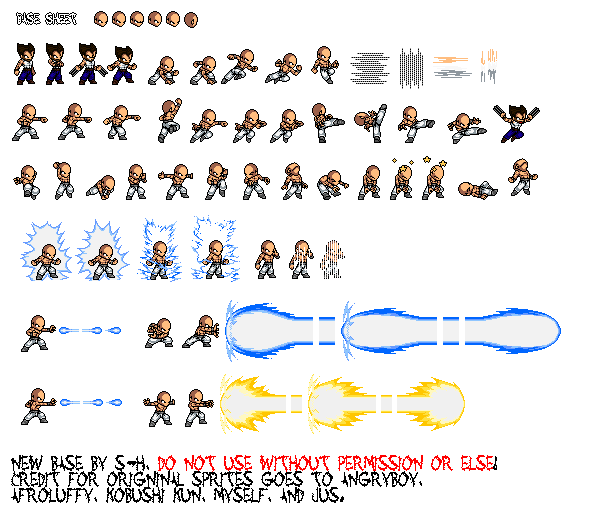 BASE SHEET
NEW BASE BY S-H. DO NOT USE WITHOUT PERMISSION OR ELSE!
CREDIT FOR ORIGNINAL SPRITES GOES TO ANGRYBOY,
AFROLUFFY, KOBUSHI KUN, MYSELF, AND JUS.